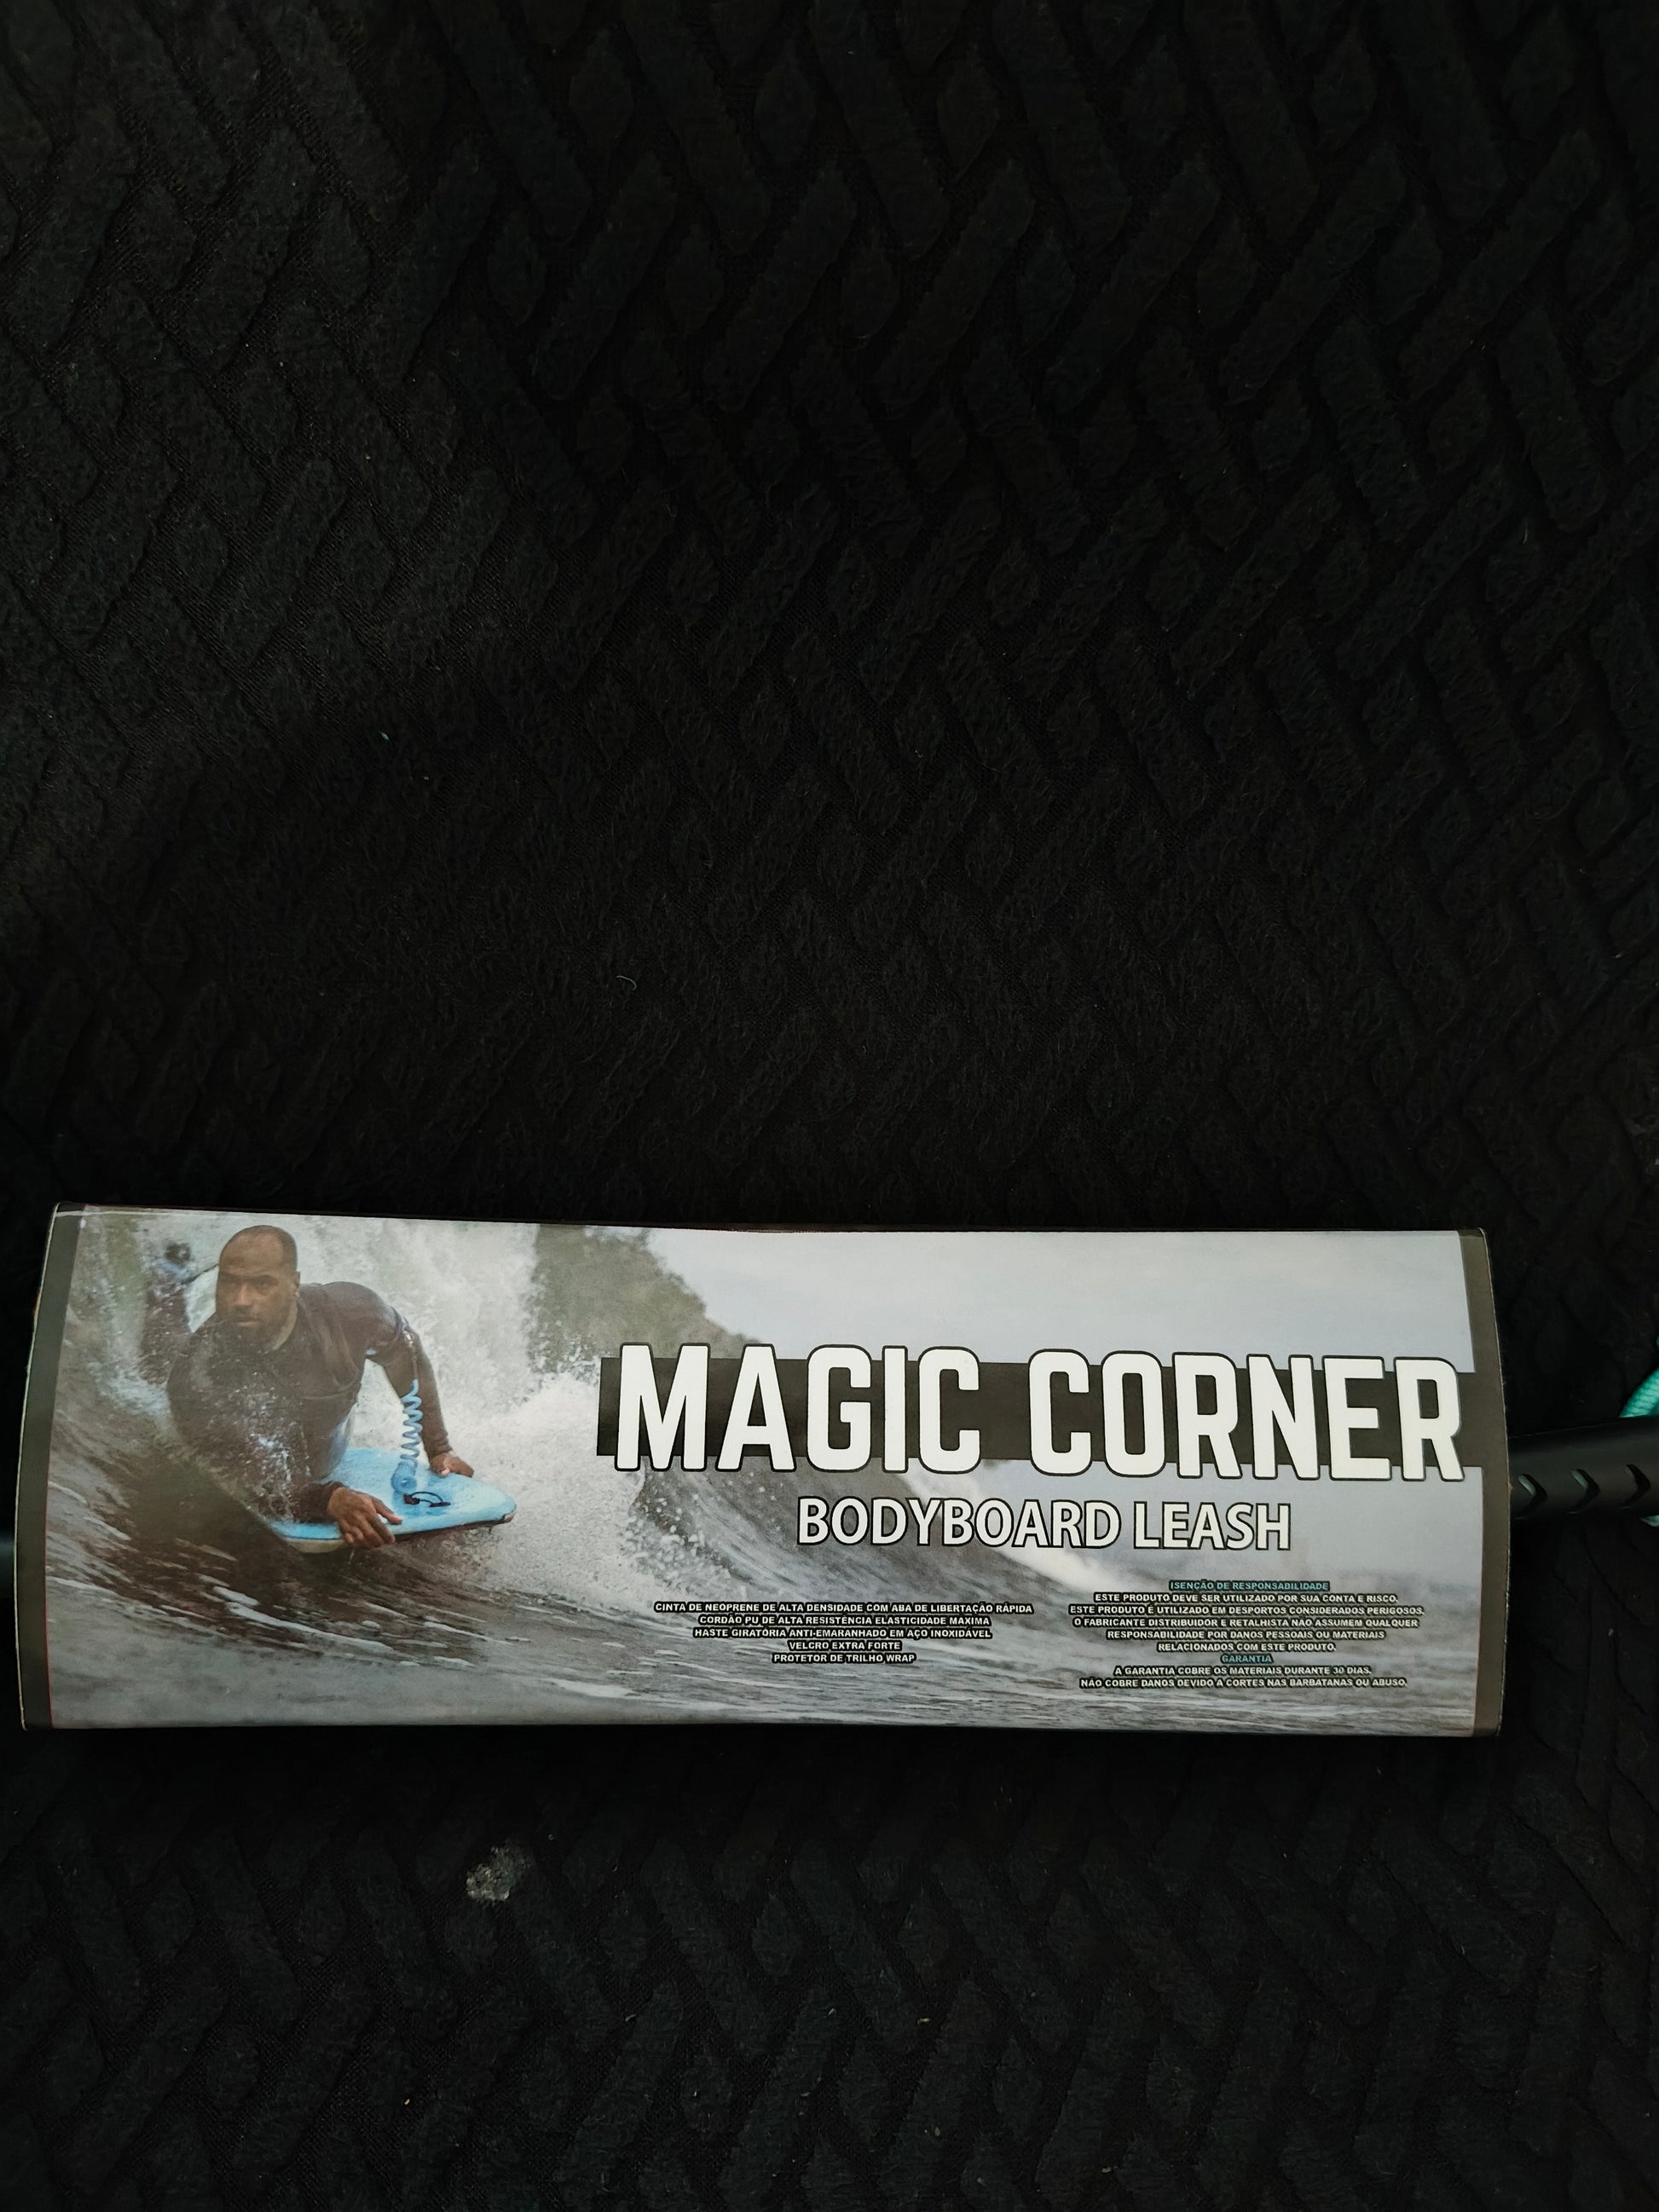 MAGIC CORNER
BODYBOARD LEASH
CINTA DE NEOPRENE DE ALTA DENSIDADE COM ABA DE LIBERTAÇÃO RÁPIDA
CORDÃO PU DE ALTA RESISTÊNCIA ELASTICIDADE MAXIMA
HASTE GIRATÓRIA ANTI-EMARANHADO EM AÇO INOXIDÁVEL
VELCRO EXTRA FORTE
PROTETOR DE TRILHO WRAP
ISENÇÃO DE RESPONSABILIDADE
ESTE PRODUTO DEVE SER UTILIZADO POR SUA CONTA E RISCO.
ESTE PRODUTO É UTILIZADO EM DESPORTOS CONSIDERADOS PERIGOSOS.
O FABRICANTE DISTRIBUIDOR E RETALHISTA NÃO ASSUMEM QUALQUER
RESPONSABILIDADE POR DANOS PESSOAIS OU MATERIAIS
RELACIONADOS COM ESTE PRODUTO.
GARANTIA
A GARANTIA COBRE OS MATERIAIS DURANTE 30 DIAS.
NÃO COBRE DANOS DEVIDO A CORTES NAS BARBATANAS OU ABUSO.